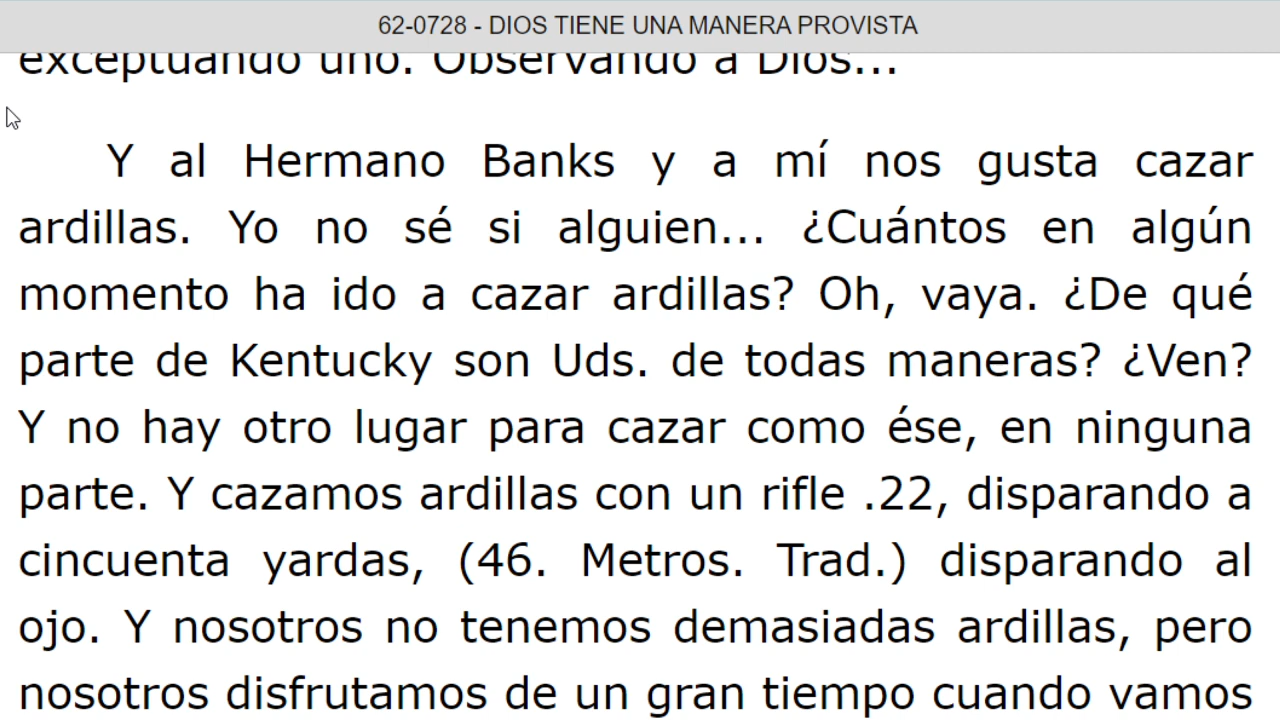 62-0728 - DIOS TIENE UNA MANERA PROVISTA
exceptuando uno. Observando a Dios...
Y al Hermano Banks y a mí nos gusta cazar
ardillas. Yo no sé si alguien... ¿Cuántos en algún
momento ha ido a cazar ardillas? Oh, vaya. ¿De qué
parte de Kentucky son Uds. de todas maneras? ¿Ven?
Y no hay otro lugar para cazar como ése, en ninguna
parte. Y cazamos ardillas con un rifle .22, disparando a
cincuenta yardas, (46. Metros. Trad.) disparando al
ojo. Y nosotros no tenemos demasiadas ardillas, pero
nosotros disfrutamos de un gran tiempo cuando vamos